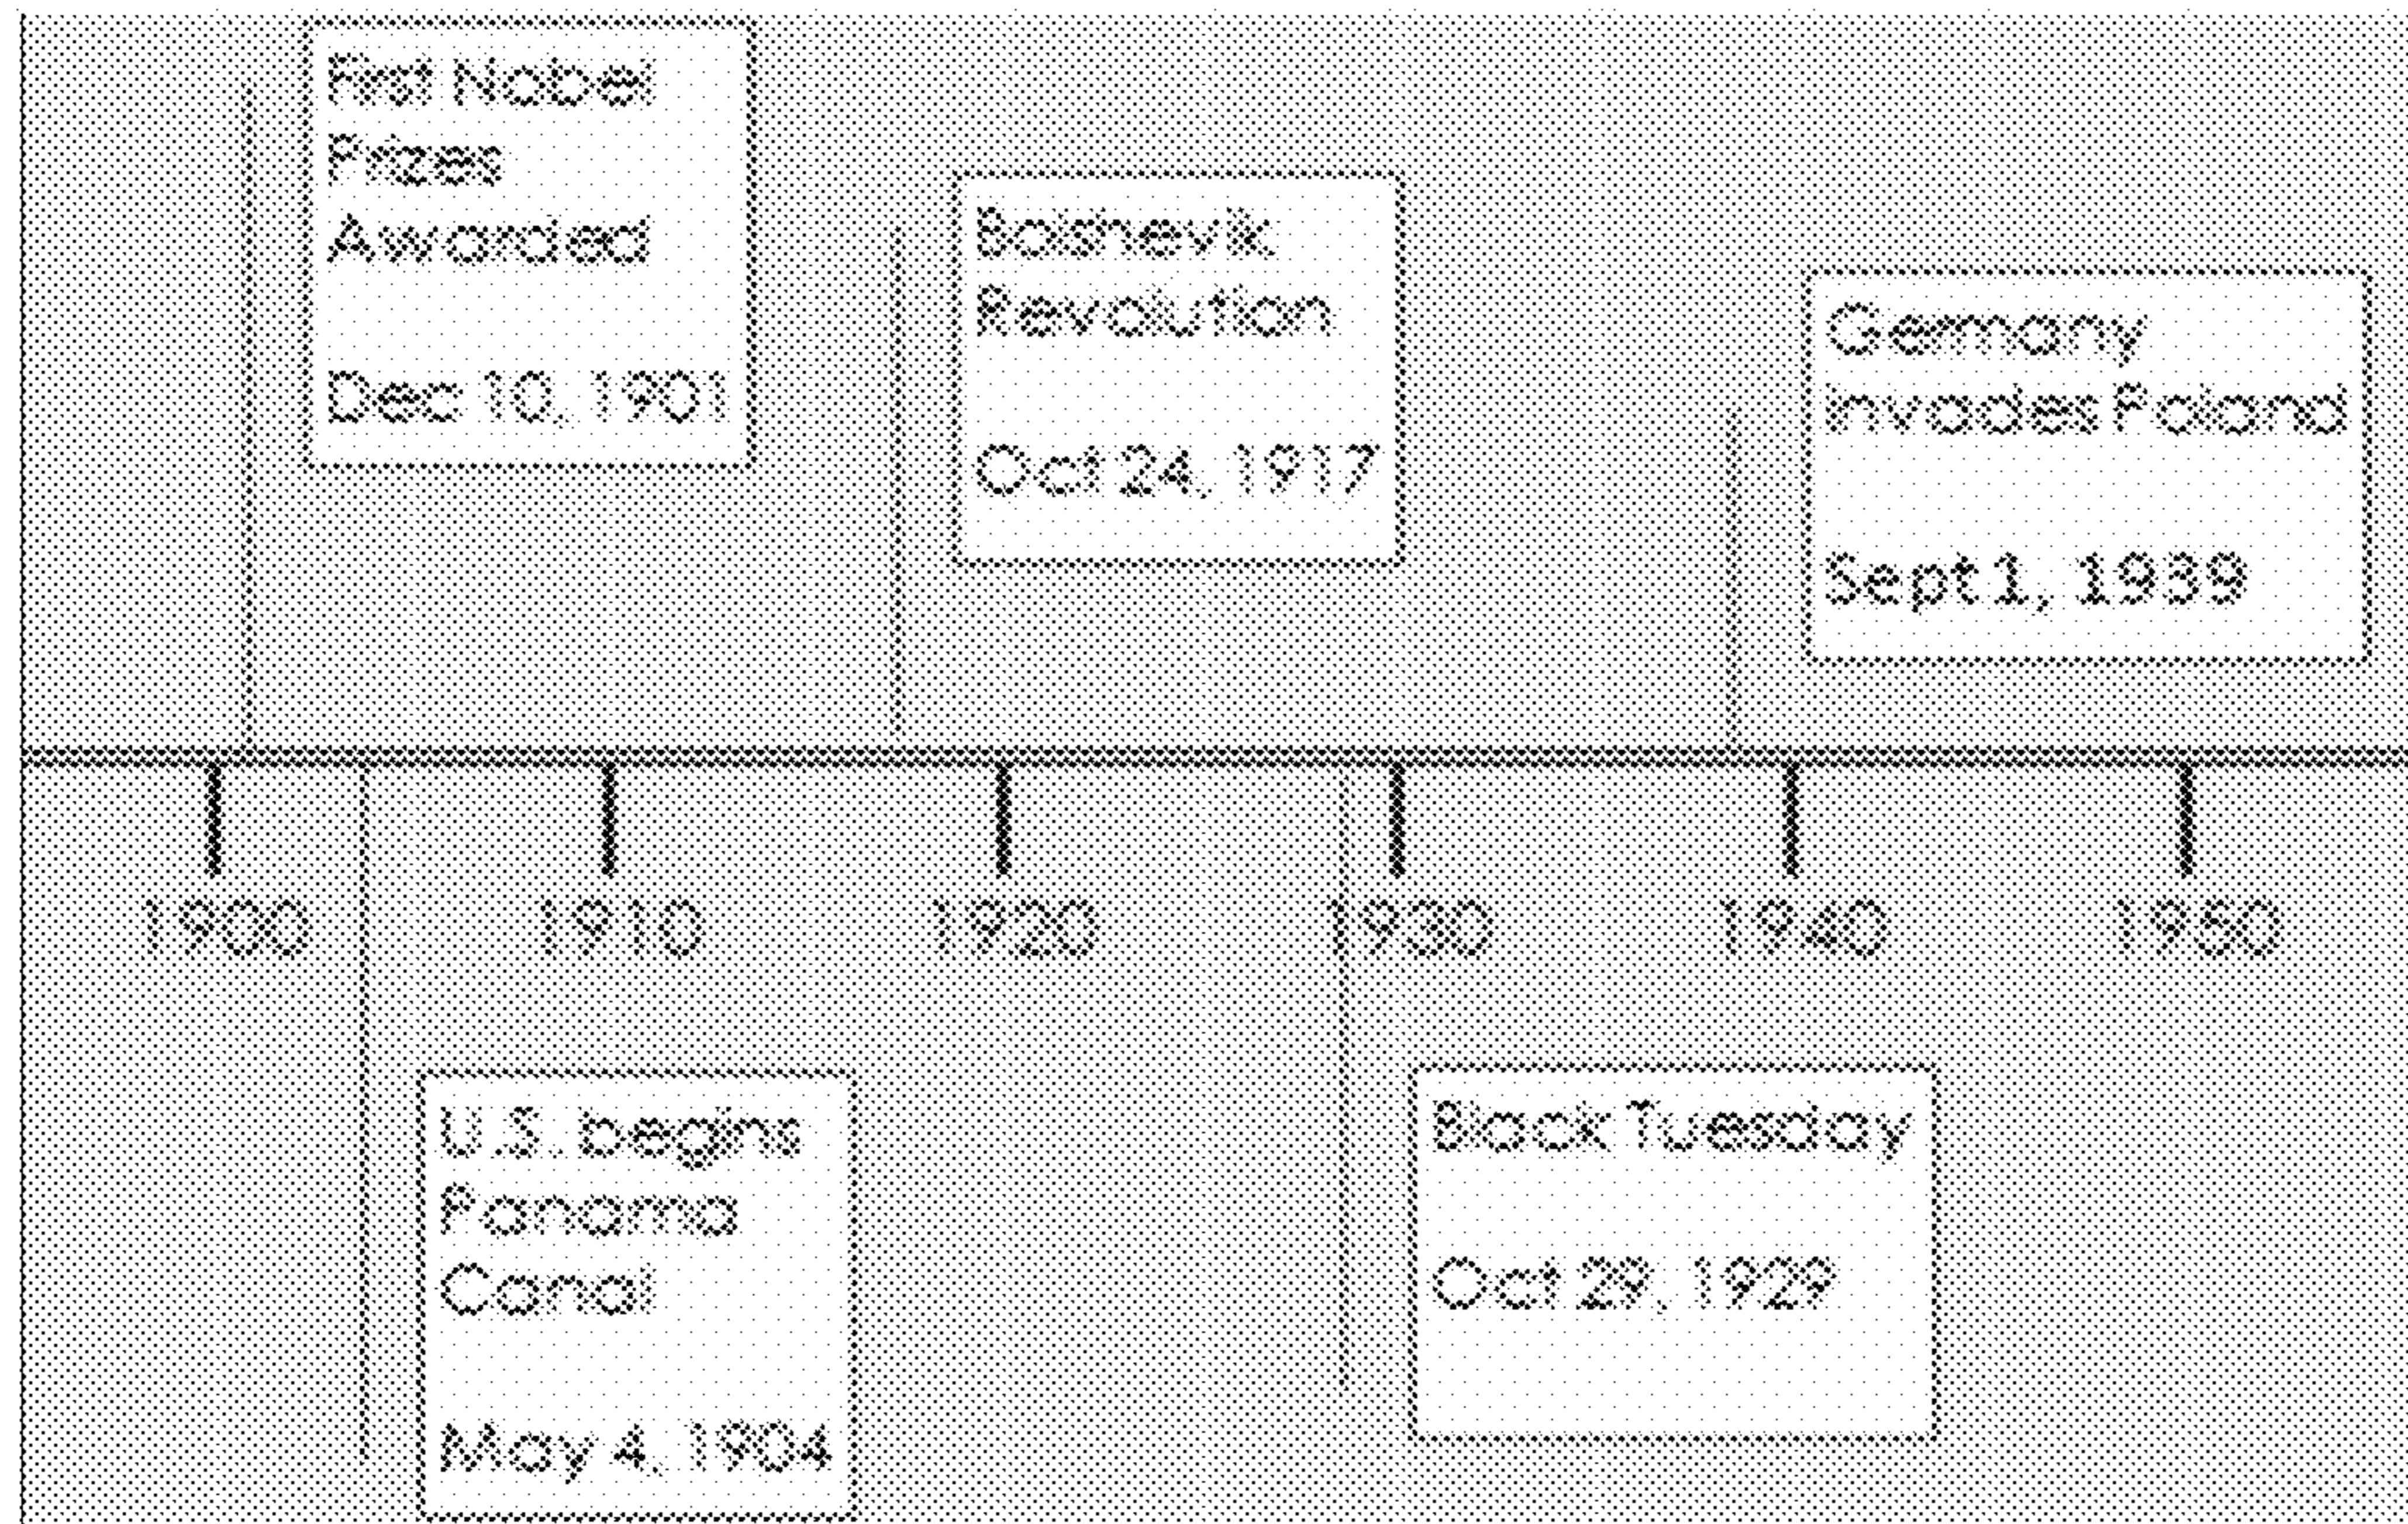 First Nobel
Prizes
Awarded
Dec 10, 1901
Bolshevik
Revolution
Oct 24, 1917
Germany
invades Poland
Sept 1, 1939
1900
1910
1920
1930
1940
1950
U.S. begins
Panama
Canal
May 4, 1904
Black Tuesday
Oct 29, 1929